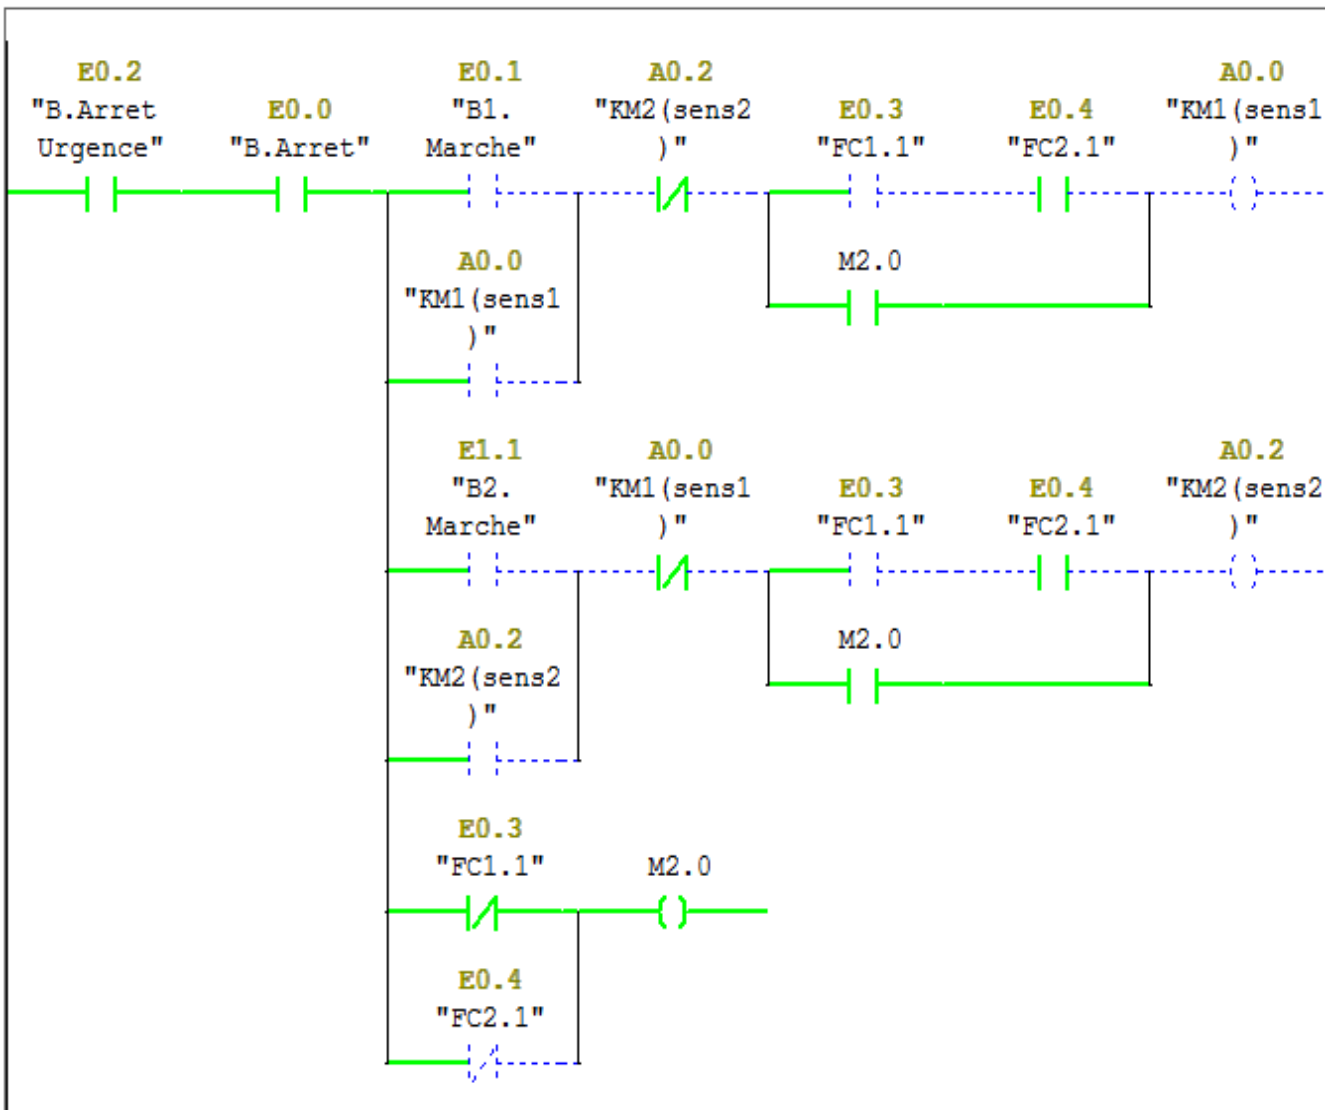 E0.2
"B.Arret
Urgence"
E0.0
"B.Arret"
E0.1
"B1.
Marche"
A0.2
"KM2(sens2
)"
E0.3
"FC1.1"
E0.4
"FC2.1"
A0.0
"KM1(sens1
)"
A0.0
"KM1(sens1
)"
M2.0
E1.1
"B2.
Marche"
A0.0
"KM1(sens1
)"
E0.3
"FC1.1"
E0.4
"FC2.1"
A0.2
"KM2(sens2
)"
A0.2
"KM2(sens2
)"
M2.0
E0.3
"FC1.1"
M2.0
E0.4
"FC2.1"